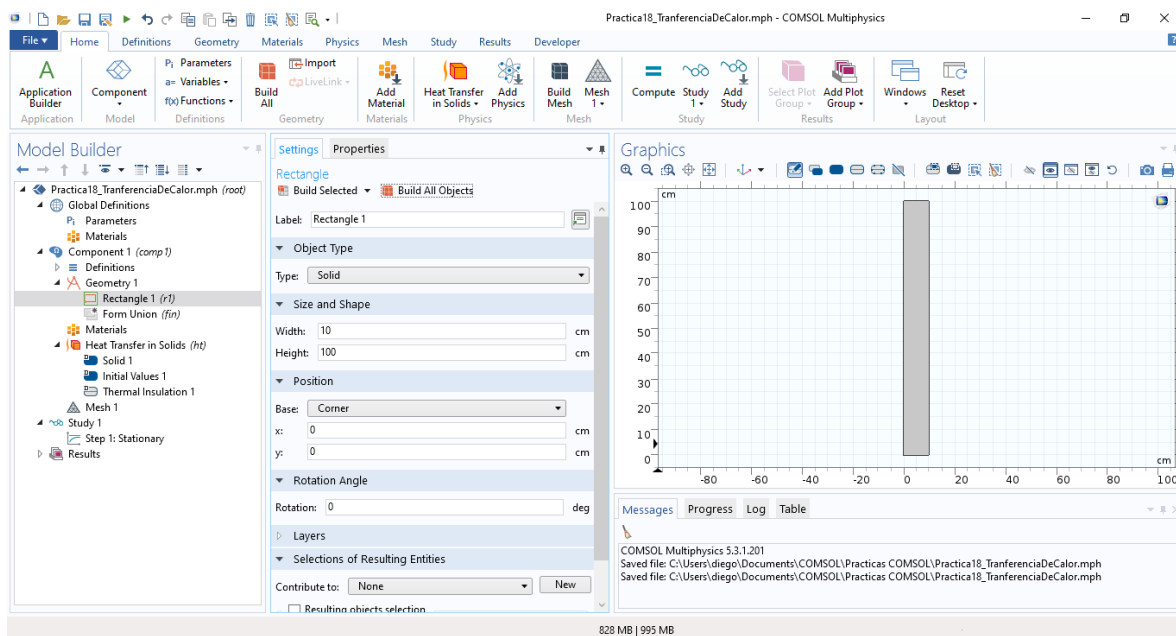 Practica18_TranferenciaDeCalor.mph - COMSOL Multiphysics
File Home Definitions Geometry Materials Physics Mesh Study Results Developer
Application Builder
Application
Component
Model
Pi Parameters
a= Variables
f(x) Functions
Definitions
Build All
Import
LiveLink
Geometry
Add Material
Materials
Heat Transfer in Solids
Add Physics
Physics
Build Mesh
Mesh 1
Mesh
Compute
Study 1
Add Study
Study
Select Plot Group
Add Plot Group
Results
Windows
Reset Desktop
Layout
Model Builder
Practica18_TranferenciaDeCalor.mph (root)
Global Definitions
Pi Parameters
Materials
Component 1 (comp1)
Definitions
Geometry 1
Rectangle 1 (r1)
Form Union (fin)
Materials
Heat Transfer in Solids (ht)
Solid 1
Initial Values 1
Thermal Insulation 1
Mesh 1
Study 1
Step 1: Stationary
Results
Settings Properties
Rectangle
Build Selected Build All Objects
Label: Rectangle 1
Object Type
Type: Solid
Size and Shape
Width: 10 cm
Height: 100 cm
Position
Base: Corner
x: 0 cm
y: 0 cm
Rotation Angle
Rotation: 0 deg
Layers
Selections of Resulting Entities
Contribute to: None New
Resulting objects selection
Graphics
cm
100
90
80
70
60
50
40
30
20
10
0
cm
-80 -60 -40 -20 0 20 40 60 80 100
Messages Progress Log Table
COMSOL Multiphysics 5.3.1.201
Saved file: C:\Users\diego\Documents\COMSOL\Practicas COMSOL\Practica18_TranferenciaDeCalor.mph
Saved file: C:\Users\diego\Documents\COMSOL\Practicas COMSOL\Practica18_TranferenciaDeCalor.mph
828 MB | 995 MB